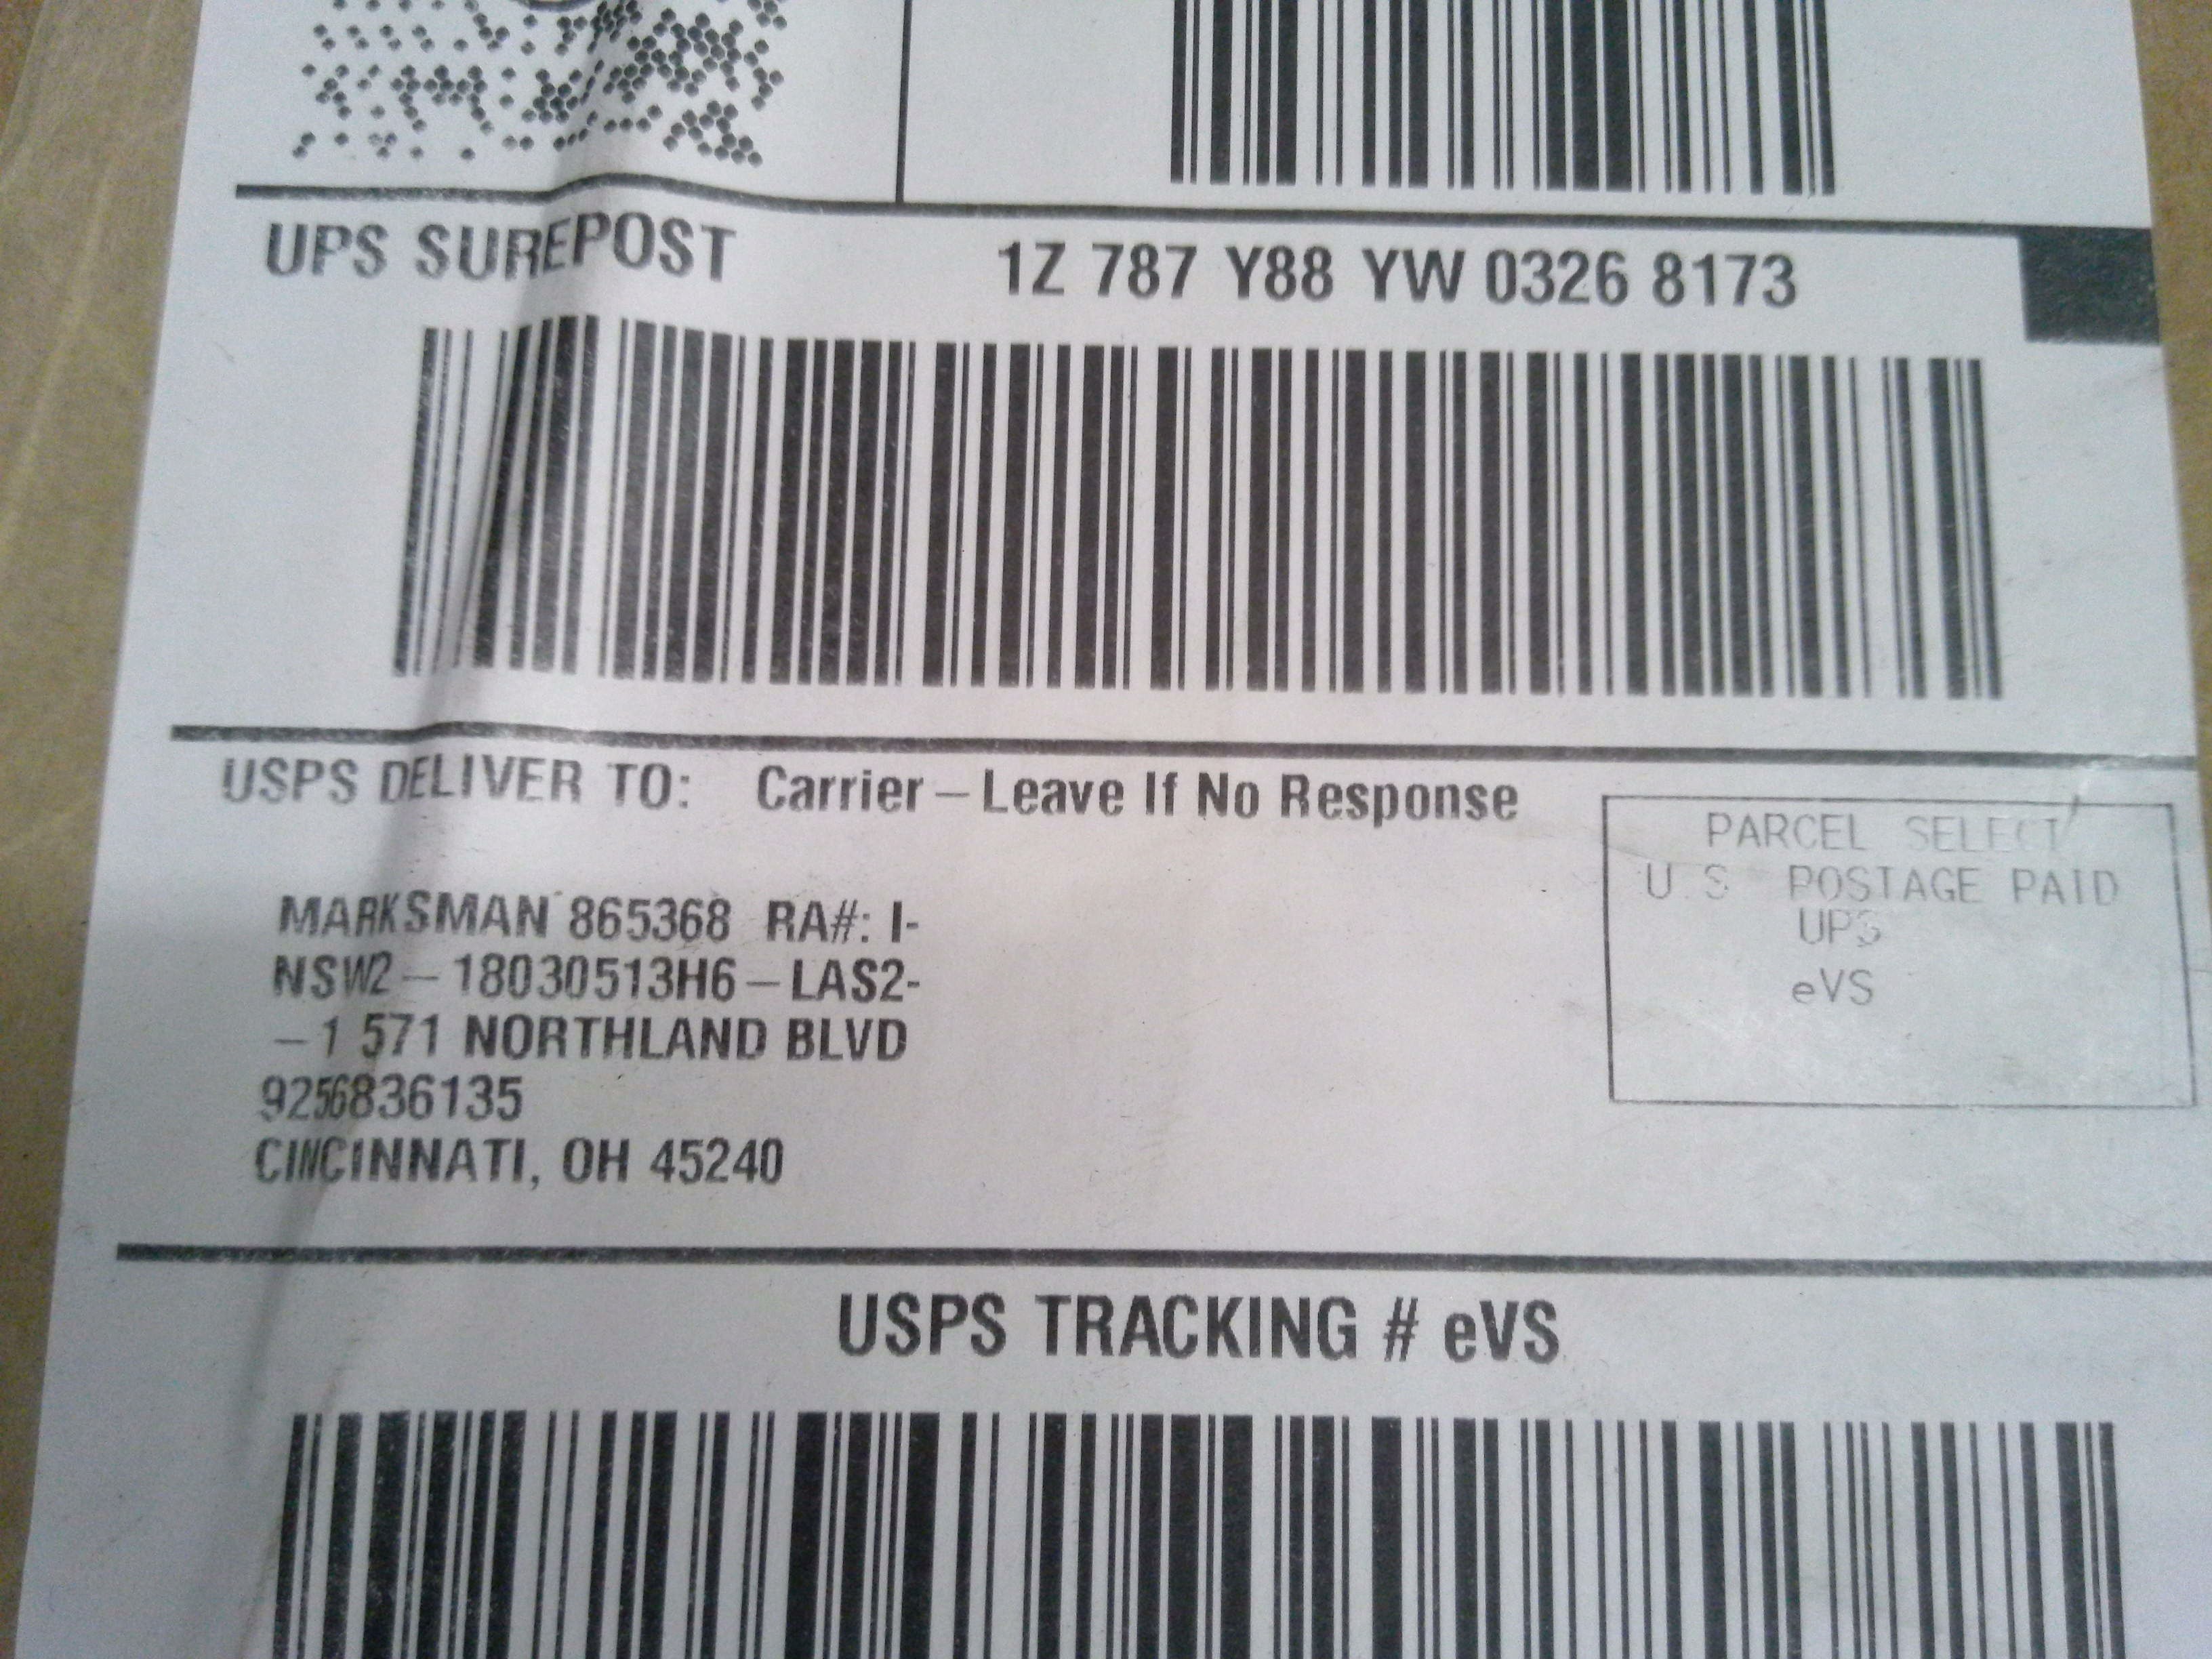 UPS SUREPOST
1Z 787 Y88 YW 0326 8173
USPS DELIVER TO: Carrier – Leave If No Response
PARCEL SELECT
U S POSTAGE PAID
UPS
eVS
MARKSMAN 865368 RA#: I-
NSW2 – 18030513H6 – LAS2-
– 1 571 NORTHLAND BLVD
9256836135
CINCINNATI, OH 45240
USPS TRACKING # eVS